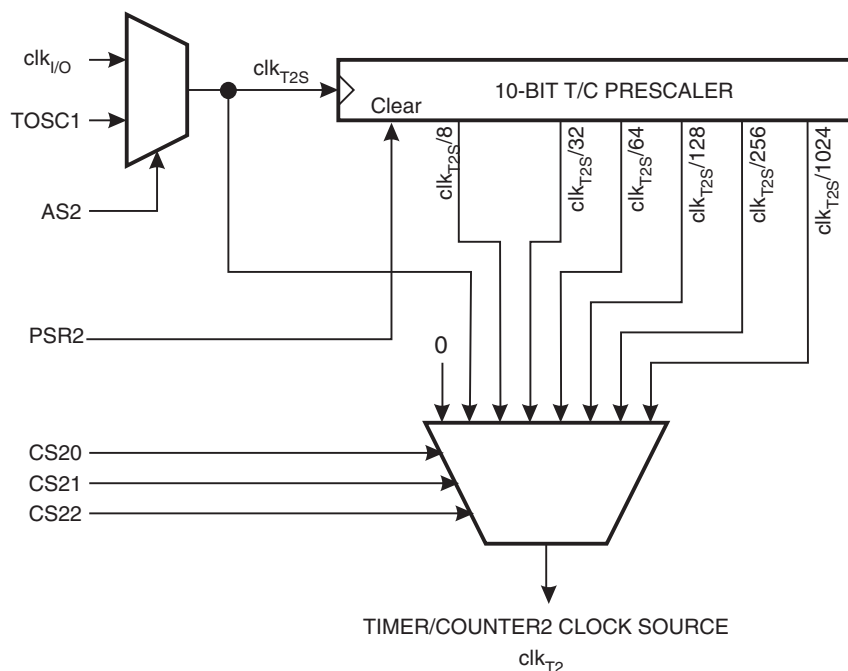 clkI/O
TOSC1
AS2
PSR2
clkT2S
10-BIT T/C PRESCALER
Clear
clkT2S/8
clkT2S/32
clkT2S/64
clkT2S/128
clkT2S/256
clkT2S/1024
0
CS20
CS21
CS22
TIMER/COUNTER2 CLOCK SOURCE
clkT2